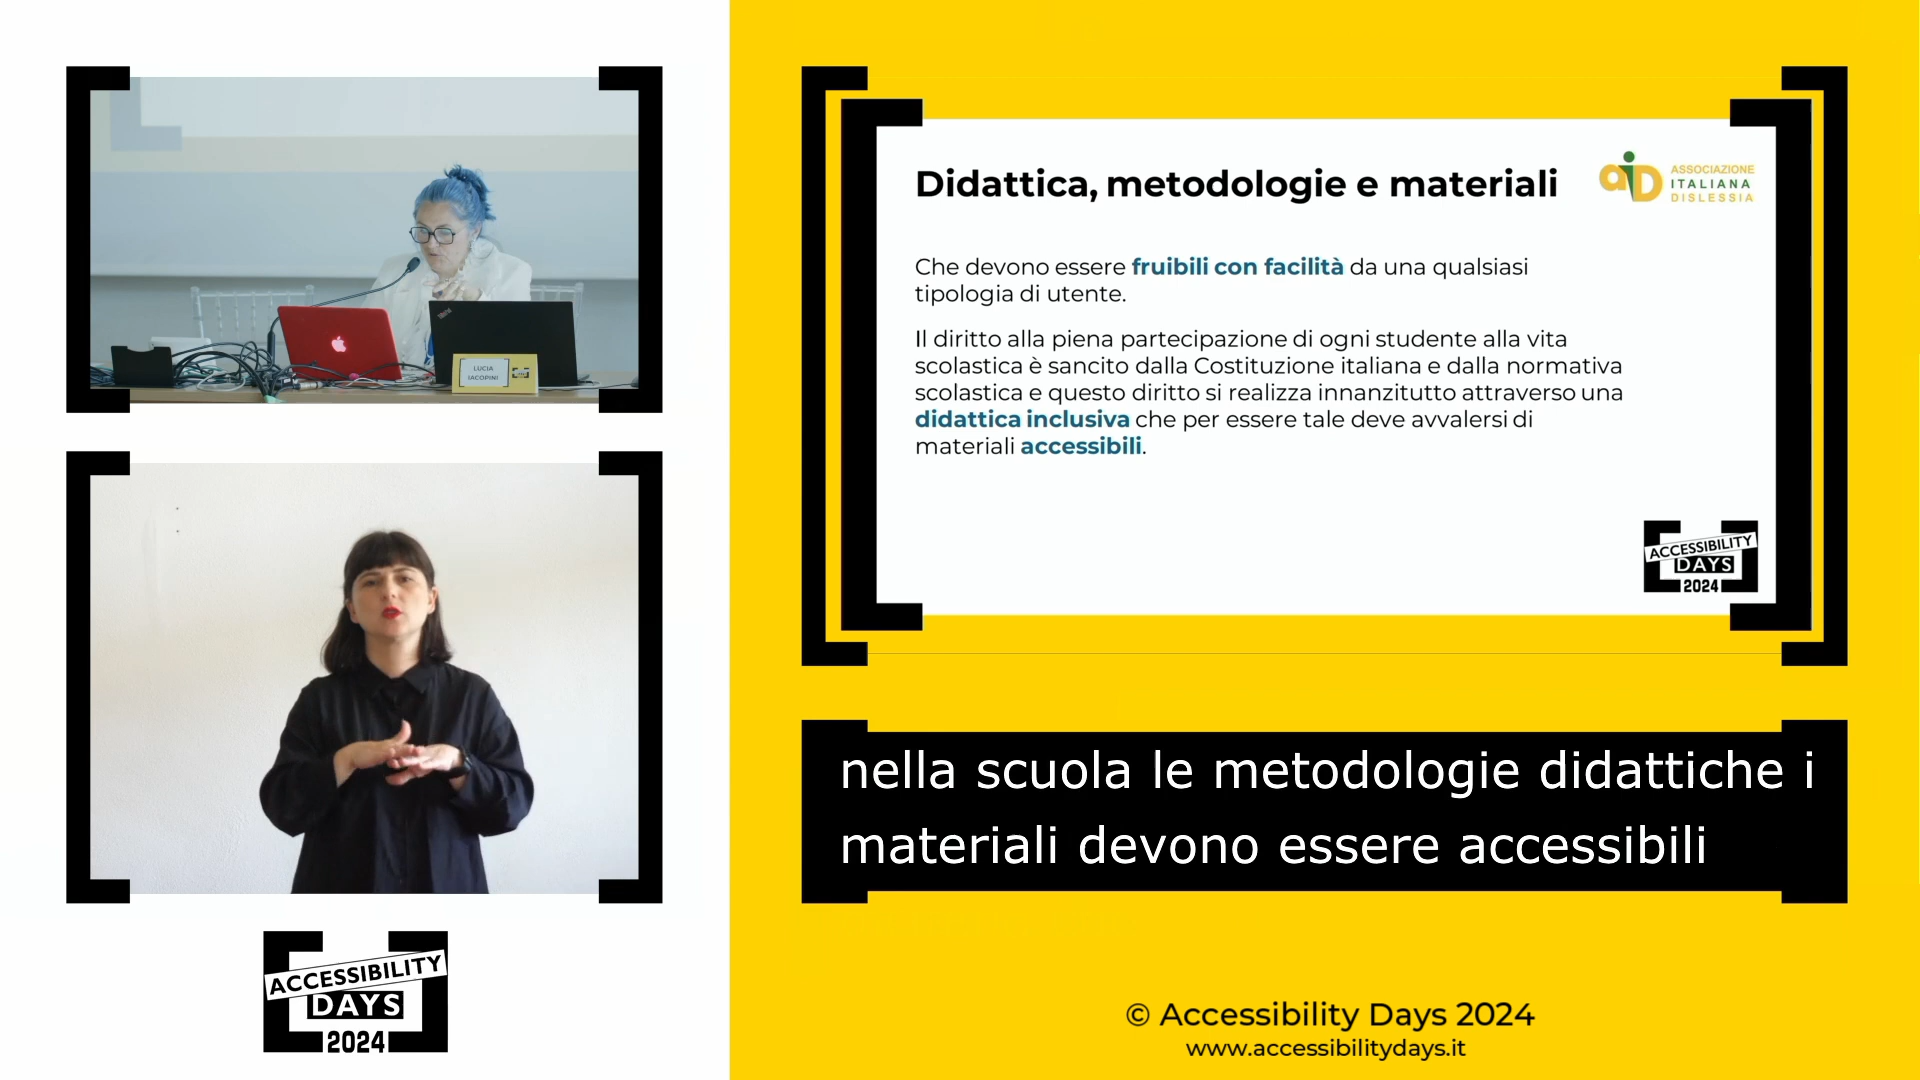 LUCIA
IACOPINI
ACCESSIBILITY
DAYS
2024
Didattica, metodologie e materiali
aiD
ASSOCIAZIONE
ITALIANA
DISLESSIA
Che devono essere fruibili con facilità da una qualsiasi
tipologia di utente.
Il diritto alla piena partecipazione di ogni studente alla vita
scolastica è sancito dalla Costituzione italiana e dalla normativa
scolastica e questo diritto si realizza innanzitutto attraverso una
didattica inclusiva che per essere tale deve avvalersi di
materiali accessibili.
ACCESSIBILITY
DAYS
2024
nella scuola le metodologie didattiche i
materiali devono essere accessibili
© Accessibility Days 2024
www.accessibilitydays.it